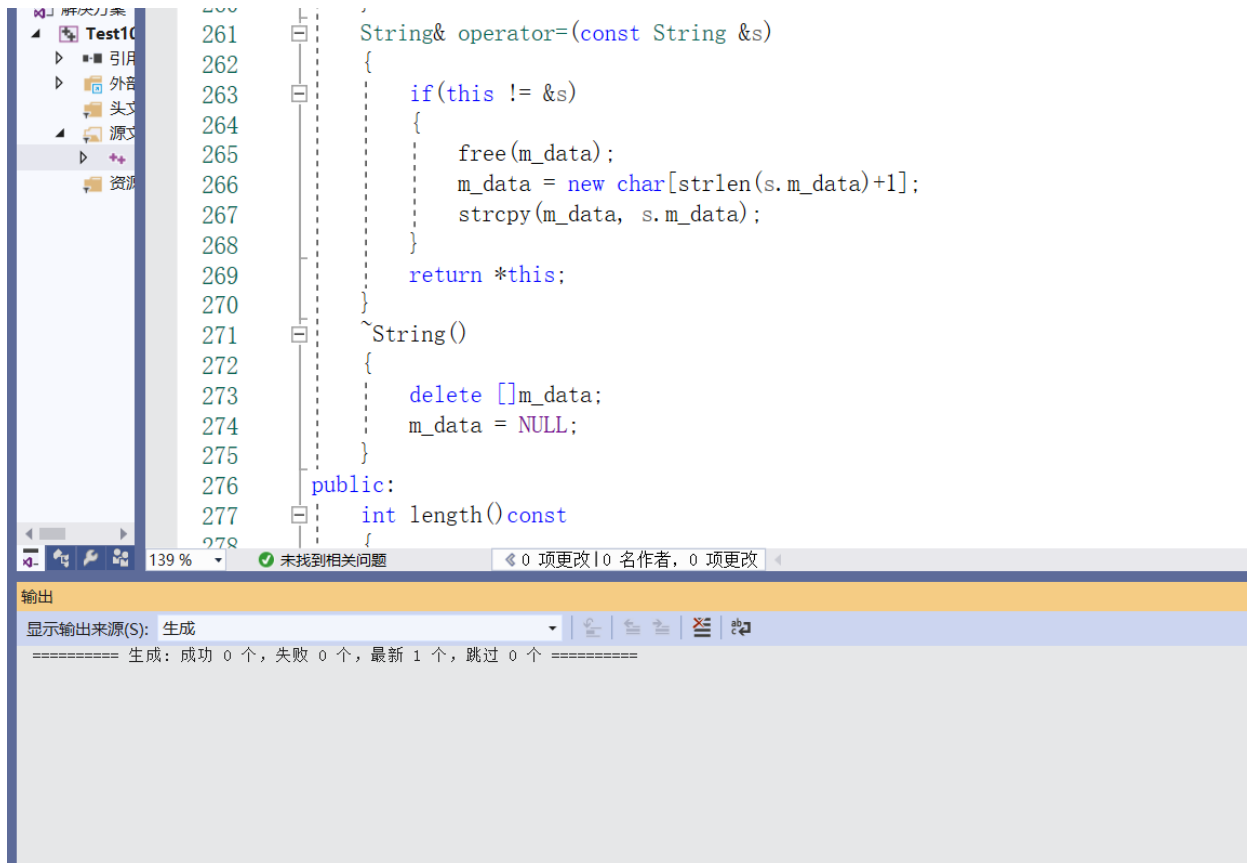 解决方案
Test10
引用
外部
头文
源文
++
资源
261 String& operator=(const String &s)
262 {
263 if(this != &s)
264 {
265 free(m_data);
266 m_data = new char[strlen(s.m_data)+1];
267 strcpy(m_data, s.m_data);
268 }
269 return *this;
270 }
271 ~String()
272 {
273 delete []m_data;
274 m_data = NULL;
275 }
276 public:
277 int length()const
278 {
139 % 未找到相关问题 0 项更改|0 名作者, 0 项更改
输出
显示输出来源(S): 生成
========== 生成: 成功 0 个，失败 0 个，最新 1 个，跳过 0 个 ==========